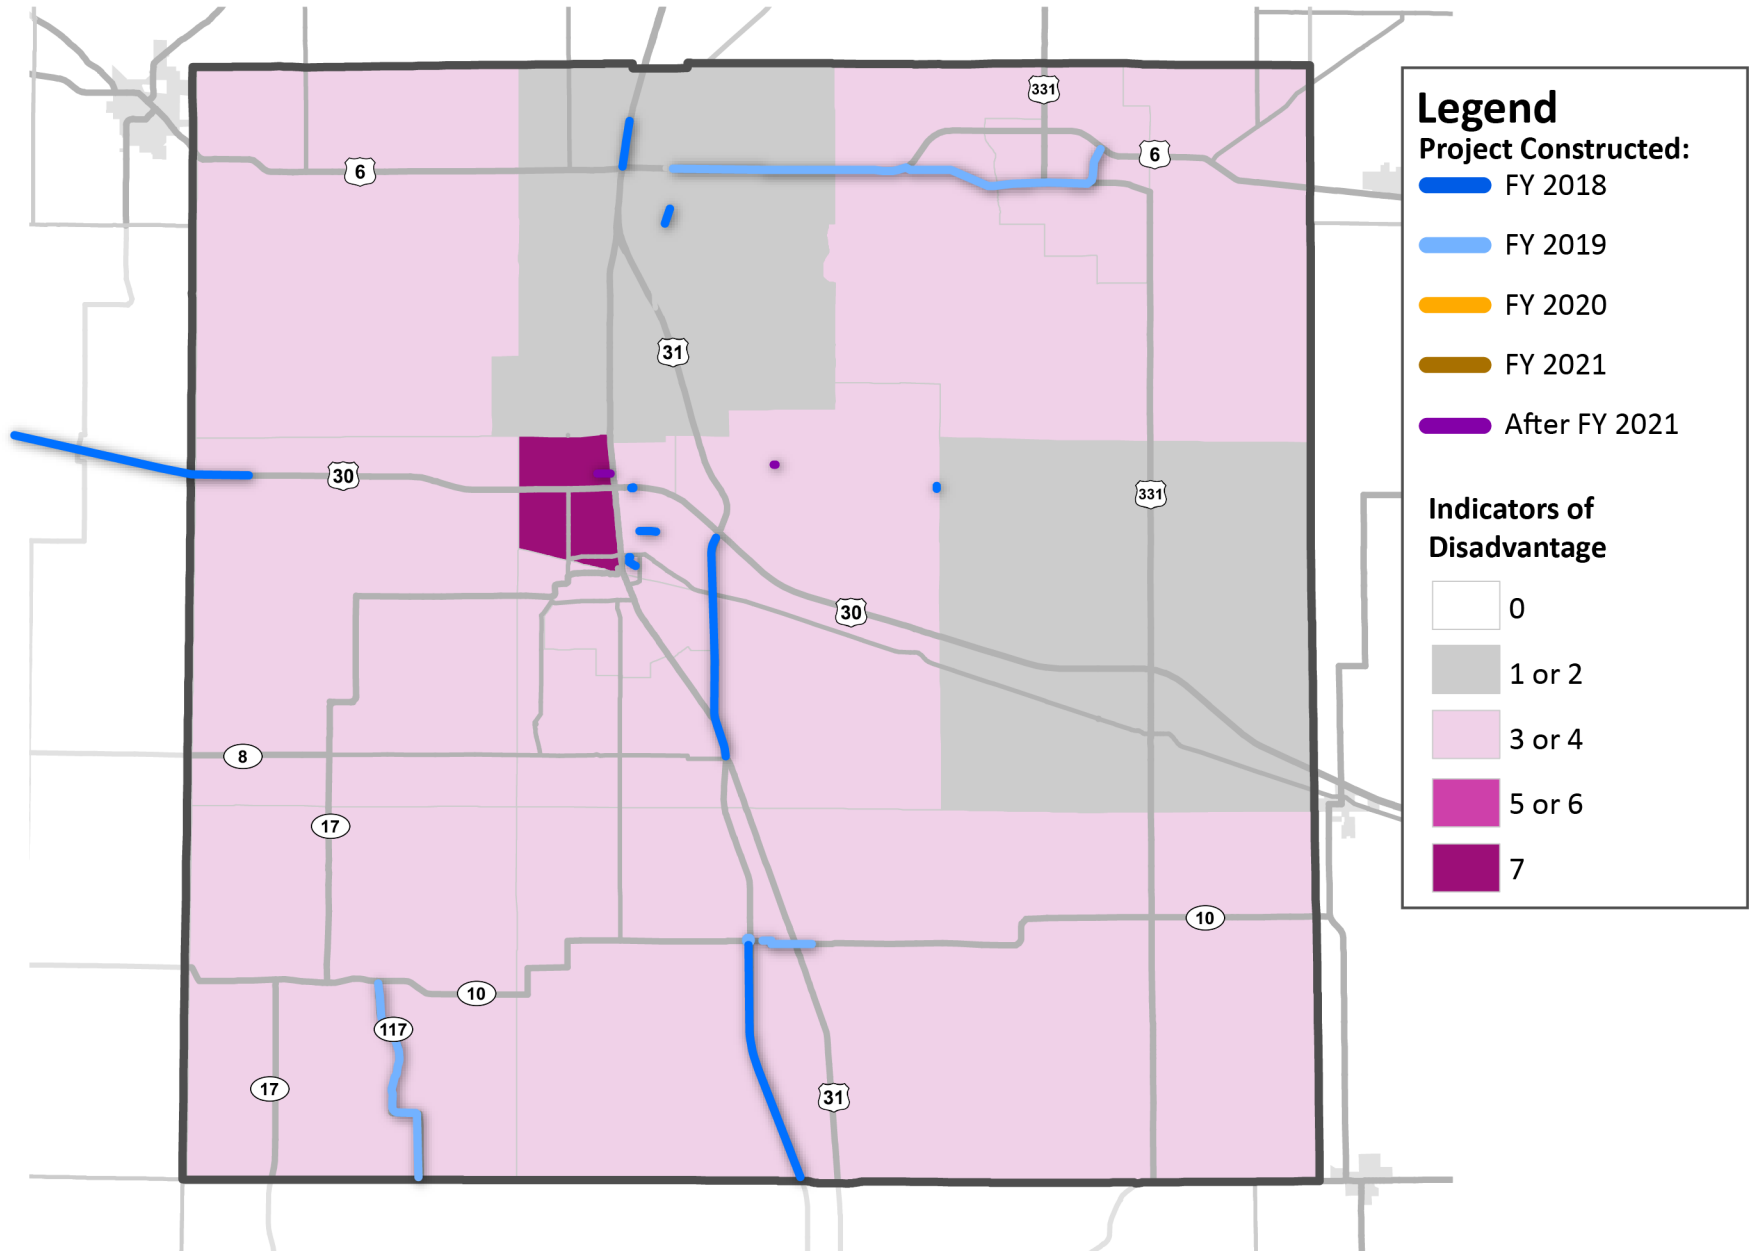 331
6
6
31
30
331
30
8
17
10
10
117
17
31
Legend
Project Constructed:
FY 2018
FY 2019
FY 2020
FY 2021
After FY 2021
Indicators of
Disadvantage
0
1 or 2
3 or 4
5 or 6
7